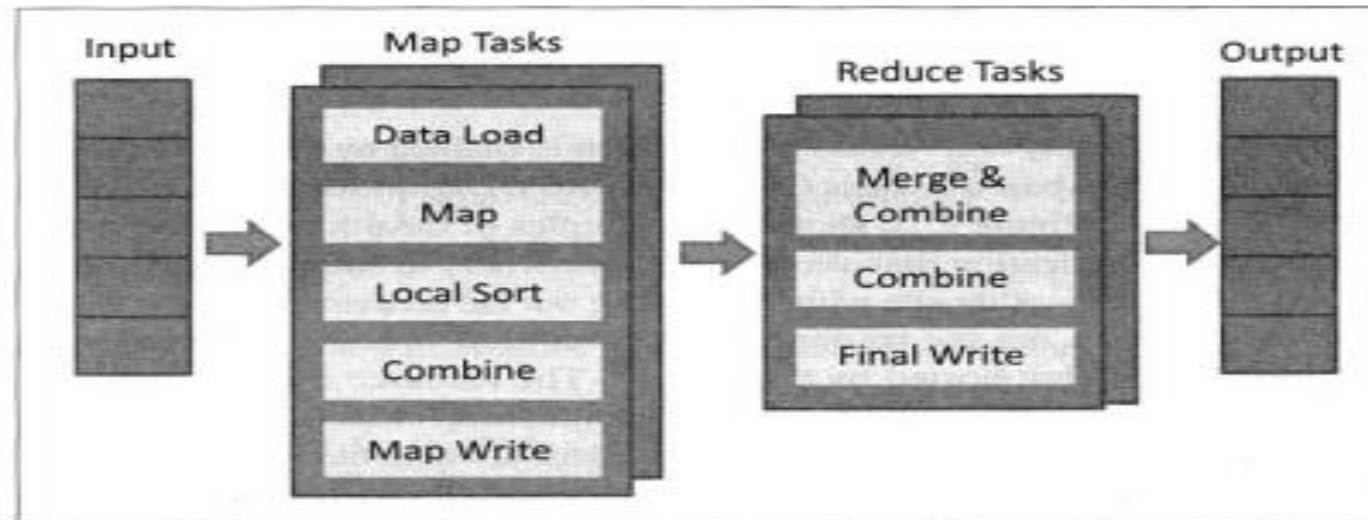 Input
Map Tasks
Data Load
Map
Local Sort
Combine
Map Write
Reduce Tasks
Merge &
Combine
Combine
Final Write
Output